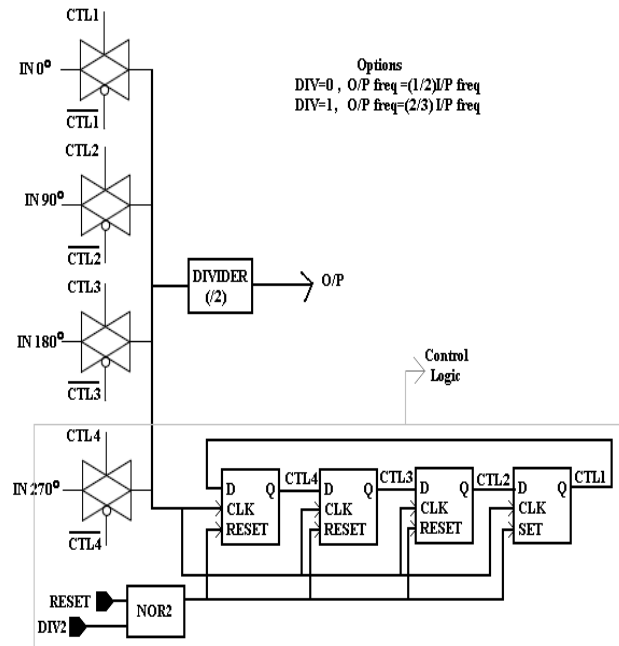 CTL1
IN 0°
CTL1
Options
DIV=0 , O/P freq =(1/2)I/P freq
DIV=1, O/P freq=(2/3) I/P freq
CTL2
IN 90°
CTL2
DIVIDER
(/2)
O/P
CTL3
IN 180°
CTL3
Control
Logic
CTL4
IN 270°
CTL4
D Q
CLK
RESET
CTL4
D Q
CLK
RESET
CTL3
D Q
CLK
RESET
CTL2
D Q
CLK
SET
CTL1
RESET
DIV2
NOR2